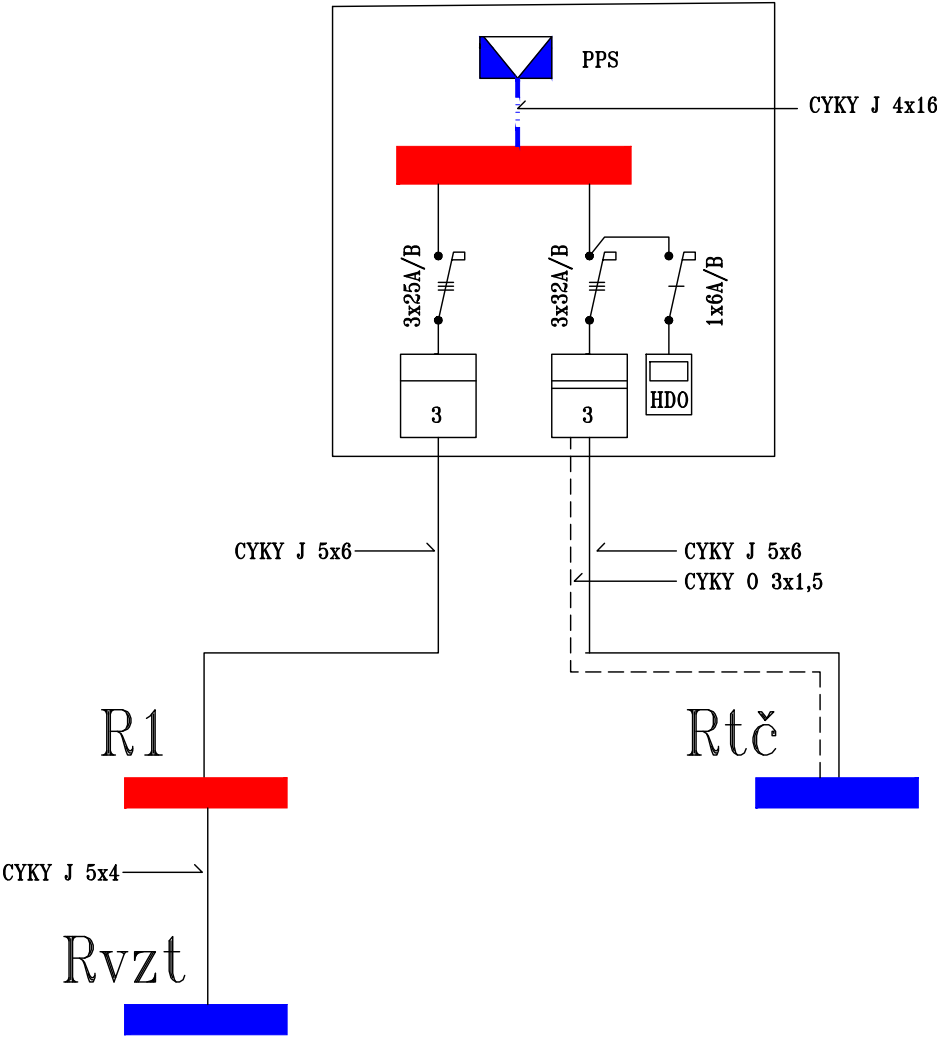 PPS
CYKY J 4x16
3x25A/B
3x32A/B
1x6A/B
3
3
HDO
CYKY J 5x6
CYKY J 5x6
CYKY O 3x1,5
R1
Rtč
CYKY J 5x4
Rvzt